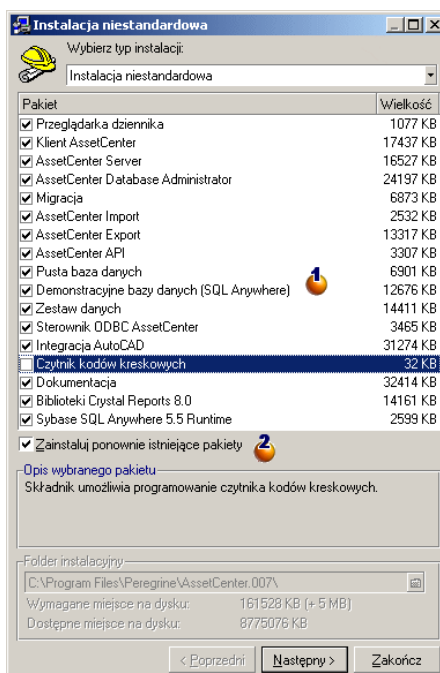 Instalacja niestandardowa
Wybierz typ instalacji:
Instalacja niestandardowa
Pakiet Wielkość
Przeglądarka dziennika 1077 KB
Klient AssetCenter 17437 KB
AssetCenter Server 16527 KB
AssetCenter Database Administrator 24197 KB
Migracja 6873 KB
AssetCenter Import 2532 KB
AssetCenter Export 13317 KB
AssetCenter API 3307 KB
Pusta baza danych 6901 KB
1
Demonstracyjne bazy danych (SQL Anywhere) 12676 KB
Zestaw danych 14411 KB
Sterownik ODBC AssetCenter 3465 KB
Integracja AutoCAD 31274 KB
Czytnik kodów kreskowych 32 KB
Dokumentacja 32414 KB
Biblioteki Crystal Reports 8.0 14161 KB
Sybase SQL Anywhere 5.5 Runtime 2599 KB
Zainstaluj ponownie istniejące pakiety 2
Opis wybranego pakietu
Składnik umożliwia programowanie czytnika kodów kreskowych.
Folder instalacyjny
C:\Program Files\Peregrine\AssetCenter.007\
Wymagane miejsce na dysku: 161528 KB (+ 5 MB)
Dostępne miejsce na dysku: 8775076 KB
< Poprzedni Następny > Zakończ